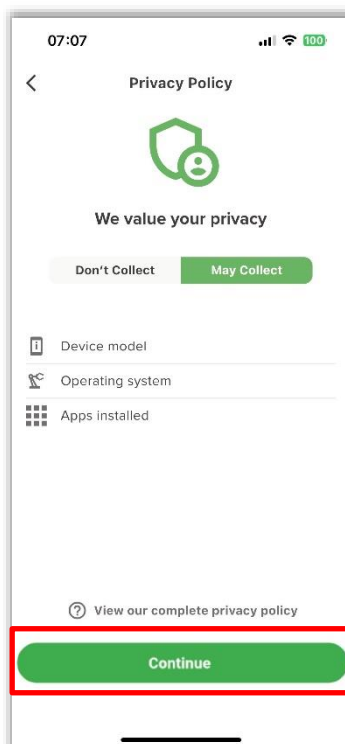 07:07
100
Privacy Policy
We value your privacy
Don't Collect
May Collect
Device model
Operating system
Apps installed
? View our complete privacy policy
Continue